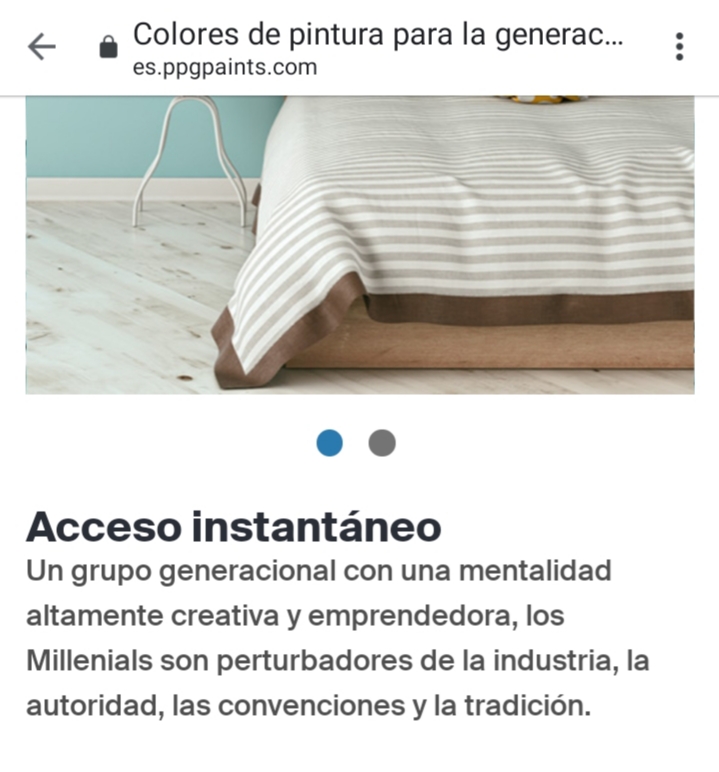 Colores de pintura para la generac...
es.ppgpaints.com
Acceso instantáneo
Un grupo generacional con una mentalidad
altamente creativa y emprendedora, los
Millenials son perturbadores de la industria, la
autoridad, las convenciones y la tradición.